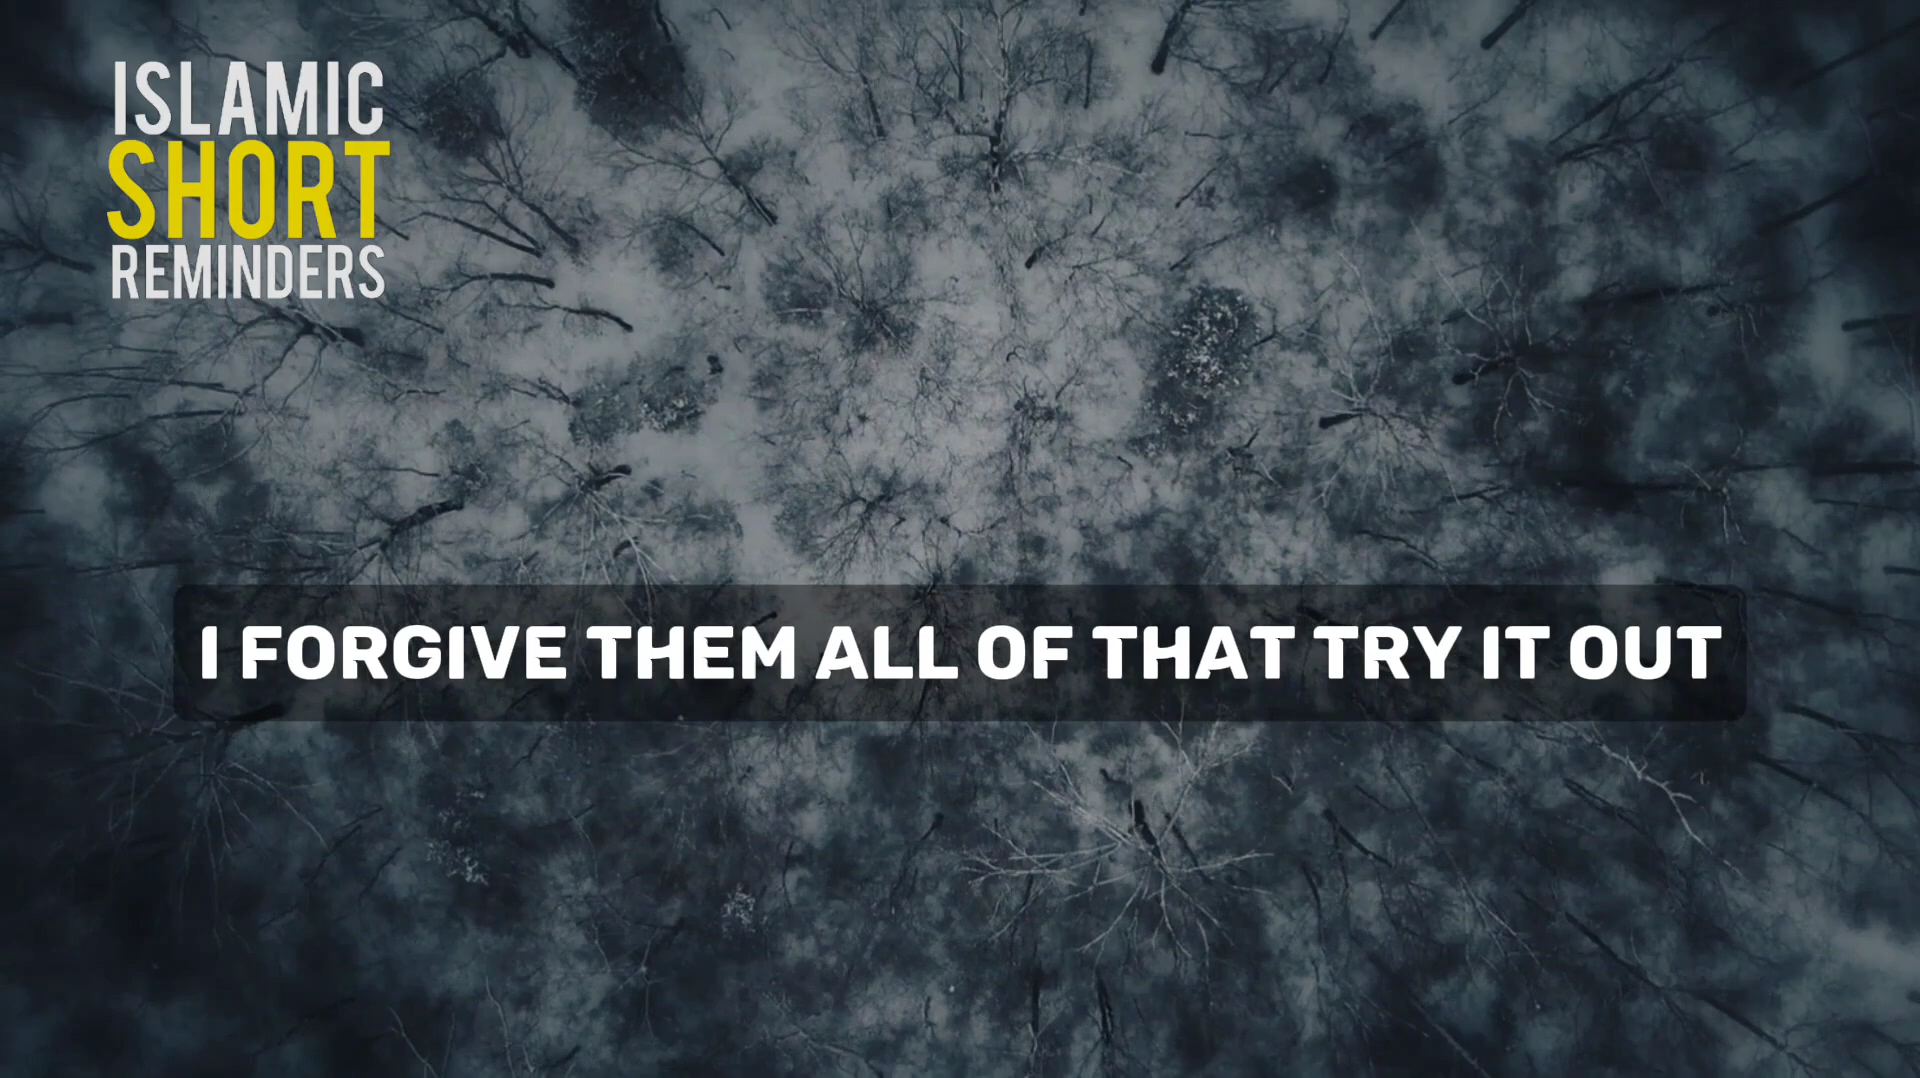 ISLAMIC
SHORT
REMINDERS
I FORGIVE THEM ALL OF THAT TRY IT OUT